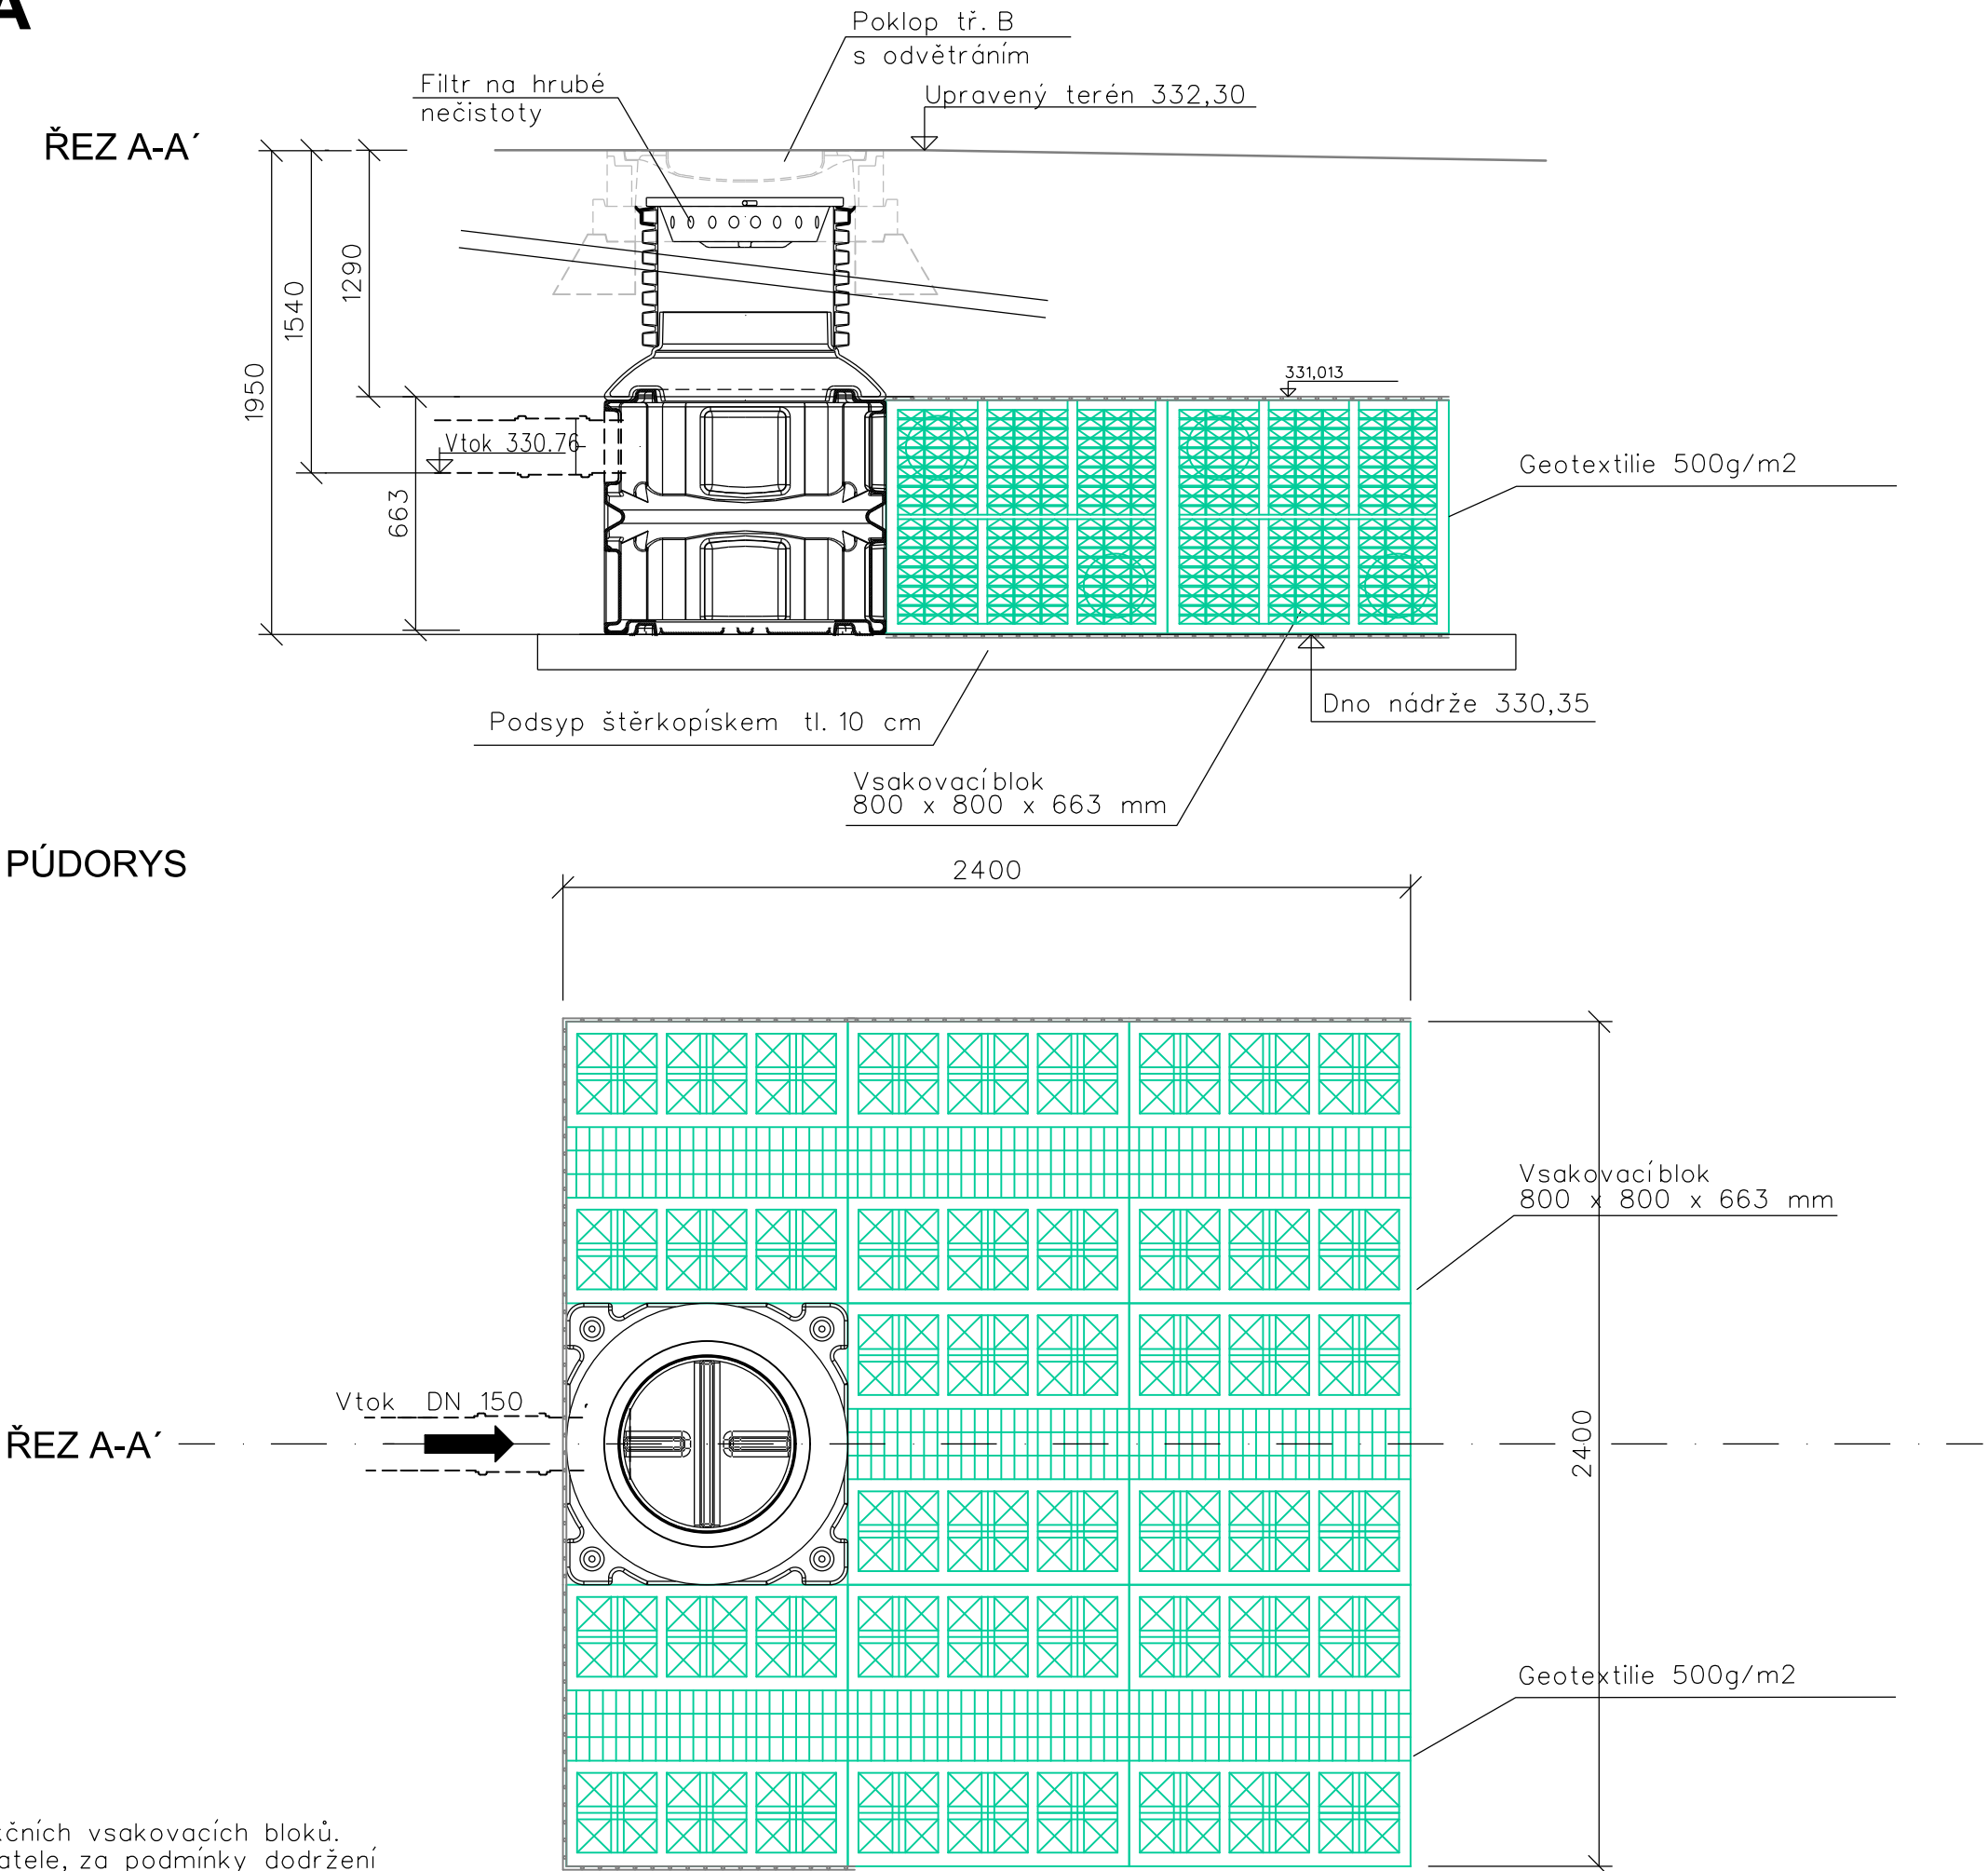 A
Poklop tř. B
s odvětráním
Filtr na hrubé
nečistoty
Upravený terén 332,30
ŘEZ A-A´
1290
1540
1950
663
331,013
Vtok 330.76
Geotextilie 500g/m2
Dno nádrže 330,35
Podsyp štěrkopískem tl. 10 cm
Vsakovací blok
800 x 800 x 663 mm
PÚDORYS
2400
Vsakovací blok
800 x 800 x 663 mm
Vtok DN 150
ŘEZ A-A´
2400
Geotextilie 500g/m2
kčních vsakovacích bloků.
atele, za podmínky dodržení